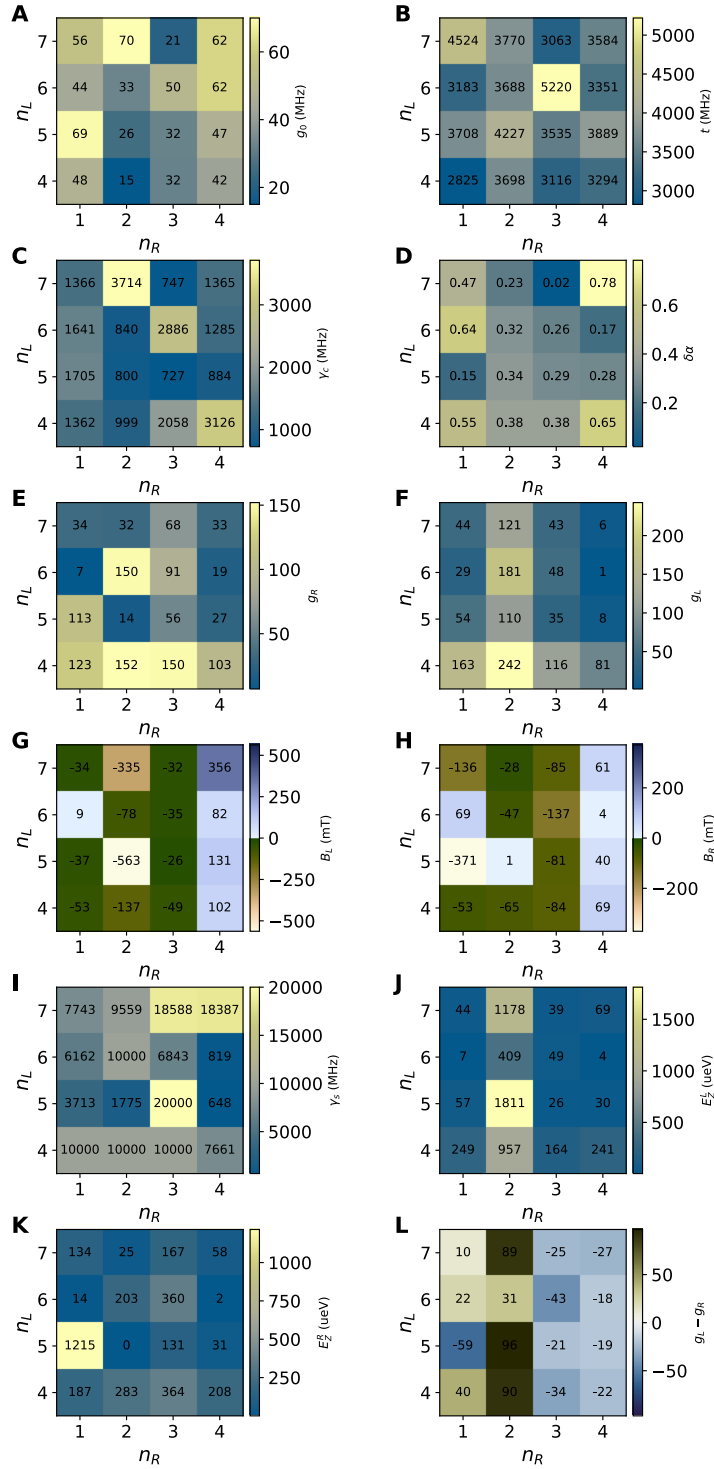 A
7 56 70 21 62
6 44 33 50 62
5 69 26 32 47
4 48 15 32 42
1 2 3 4
n_R
n_L
60
40
20
g_0 (MHz)
B
7 4524 3770 3063 3584
6 3183 3688 5220 3351
5 3708 4227 3535 3889
4 2825 3698 3116 3294
1 2 3 4
n_R
n_L
5000
4500
4000
3500
3000
t (MHz)
C
7 1366 3714 747 1365
6 1641 840 2886 1285
5 1705 800 727 884
4 1362 999 2058 3126
1 2 3 4
n_R
n_L
3000
2000
1000
γ_c (MHz)
D
7 0.47 0.23 0.02 0.78
6 0.64 0.32 0.26 0.17
5 0.15 0.34 0.29 0.28
4 0.55 0.38 0.38 0.65
1 2 3 4
n_R
n_L
0.6
0.4
0.2
δα
E
7 34 32 68 33
6 7 150 91 19
5 113 14 56 27
4 123 152 150 103
1 2 3 4
n_R
n_L
150
100
50
g_R
F
7 44 121 43 6
6 29 181 48 1
5 54 110 35 8
4 163 242 116 81
1 2 3 4
n_R
n_L
200
150
100
50
g_L
G
7 -34 -335 -32 356
6 9 -78 -35 82
5 -37 -563 -26 131
4 -53 -137 -49 102
1 2 3 4
n_R
n_L
500
250
0
−250
−500
B_L (mT)
H
7 -136 -28 -85 61
6 69 -47 -137 4
5 -371 1 -81 40
4 -53 -65 -84 69
1 2 3 4
n_R
n_L
200
0
−200
B_R (mT)
I
7 7743 9559 18588 18387
6 6162 10000 6843 819
5 3713 1775 20000 648
4 10000 10000 10000 7661
1 2 3 4
n_R
n_L
20000
15000
10000
5000
γ_s (MHz)
J
7 44 1178 39 69
6 7 409 49 4
5 57 1811 26 30
4 249 957 164 241
1 2 3 4
n_R
n_L
1500
1000
500
E_Z^L (ueV)
K
7 134 25 167 58
6 14 203 360 2
5 1215 0 131 31
4 187 283 364 208
1 2 3 4
n_R
n_L
1000
750
500
250
E_Z^R (ueV)
L
7 10 89 -25 -27
6 22 31 -43 -18
5 -59 96 -21 -19
4 40 90 -34 -22
1 2 3 4
n_R
n_L
50
0
−50
g_L − g_R